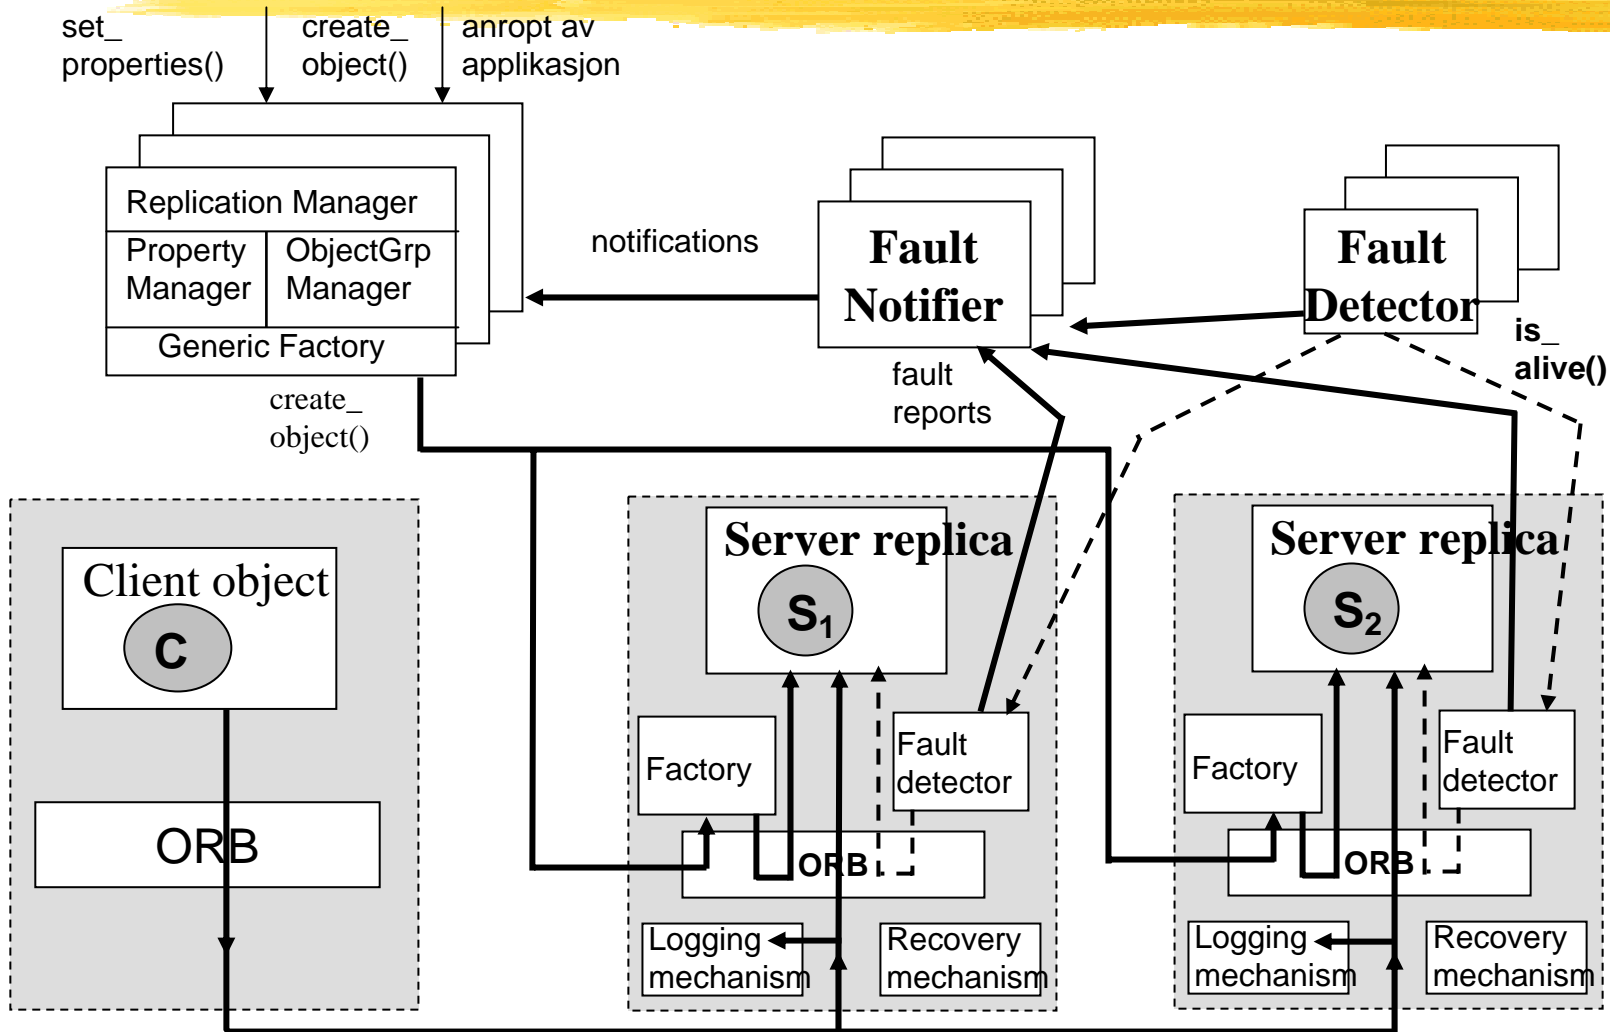 set_
properties()
create_
object()
anropt av
applikasjon
Replication Manager
Property
Manager
ObjectGrp
Manager
Generic Factory
notifications
Fault
Notifier
Fault
Detector
is_
alive()
fault
reports
create_
object()
Client object
C
ORB
Server replica
S1
Factory
Fault
detector
ORB
Logging
mechanism
Recovery
mechanism
Server replica
S2
Factory
Fault
detector
ORB
Logging
mechanism
Recovery
mechanism